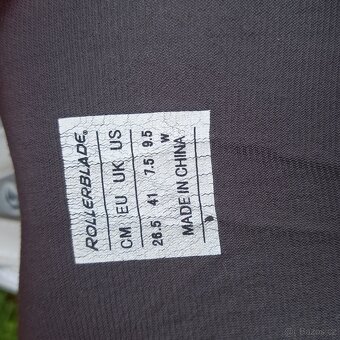 ROLLERBLADE®
CM EU UK US
26.5 41 7.5 9.5
W
MADE IN CHINA
Bazos.cz